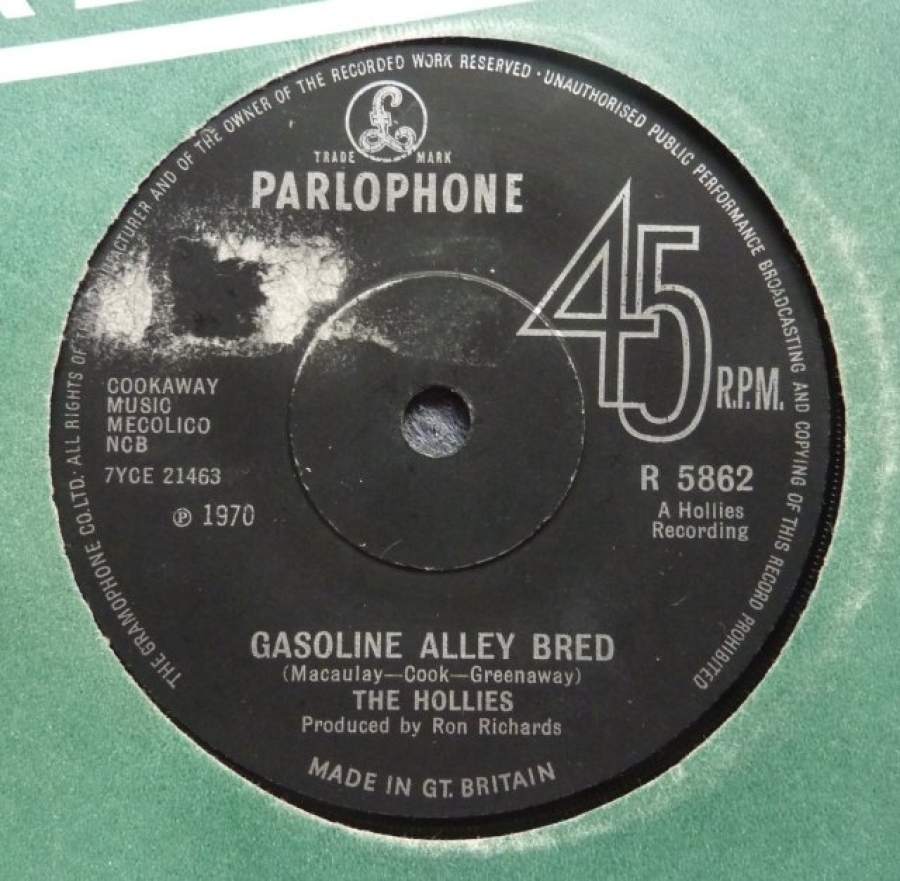 THE GRAMOPHONE CO.LTD. ALL RIGHTS OF AND OF THE OWNER OF THE RECORDED WORK RESERVED · UNAUTHORISED PUBLIC PERFORMANCE BROADCASTING AND COPYING OF THIS RECORD PROHIBITED
£
TRADE MARK
PARLOPHONE
45
R.P.M.
COOKAWAY
MUSIC
MECOLICO
NCB
7YCE 21463
℗ 1970
R 5862
A Hollies
Recording
GASOLINE ALLEY BRED
(Macaulay—Cook—Greenaway)
THE HOLLIES
Produced by Ron Richards
MADE IN GT. BRITAIN